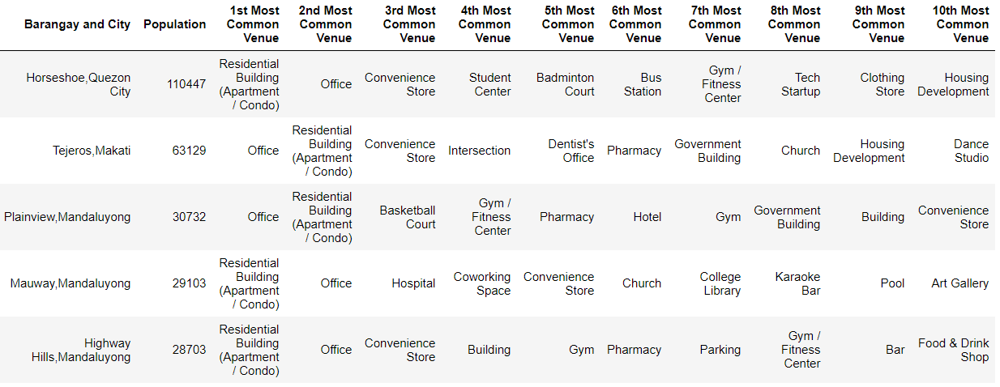 Barangay and City Population 1st Most Common Venue 2nd Most Common Venue 3rd Most Common Venue 4th Most Common Venue 5th Most Common Venue 6th Most Common Venue 7th Most Common Venue 8th Most Common Venue 9th Most Common Venue 10th Most Common Venue
Horseshoe,Quezon City 110447 Residential Building (Apartment / Condo) Office Convenience Store Student Center Badminton Court Bus Station Gym / Fitness Center Tech Startup Clothing Store Housing Development
Tejeros,Makati 63129 Office Residential Building (Apartment / Condo) Convenience Store Intersection Dentist's Office Pharmacy Government Building Church Housing Development Dance Studio
Plainview,Mandaluyong 30732 Office Residential Building (Apartment / Condo) Basketball Court Gym / Fitness Center Pharmacy Hotel Gym Government Building Building Convenience Store
Mauway,Mandaluyong 29103 Residential Building (Apartment / Condo) Office Hospital Coworking Space Convenience Store Church College Library Karaoke Bar Pool Art Gallery
Highway Hills,Mandaluyong 28703 Residential Building (Apartment / Condo) Office Convenience Store Building Gym Pharmacy Parking Gym / Fitness Center Bar Food & Drink Shop